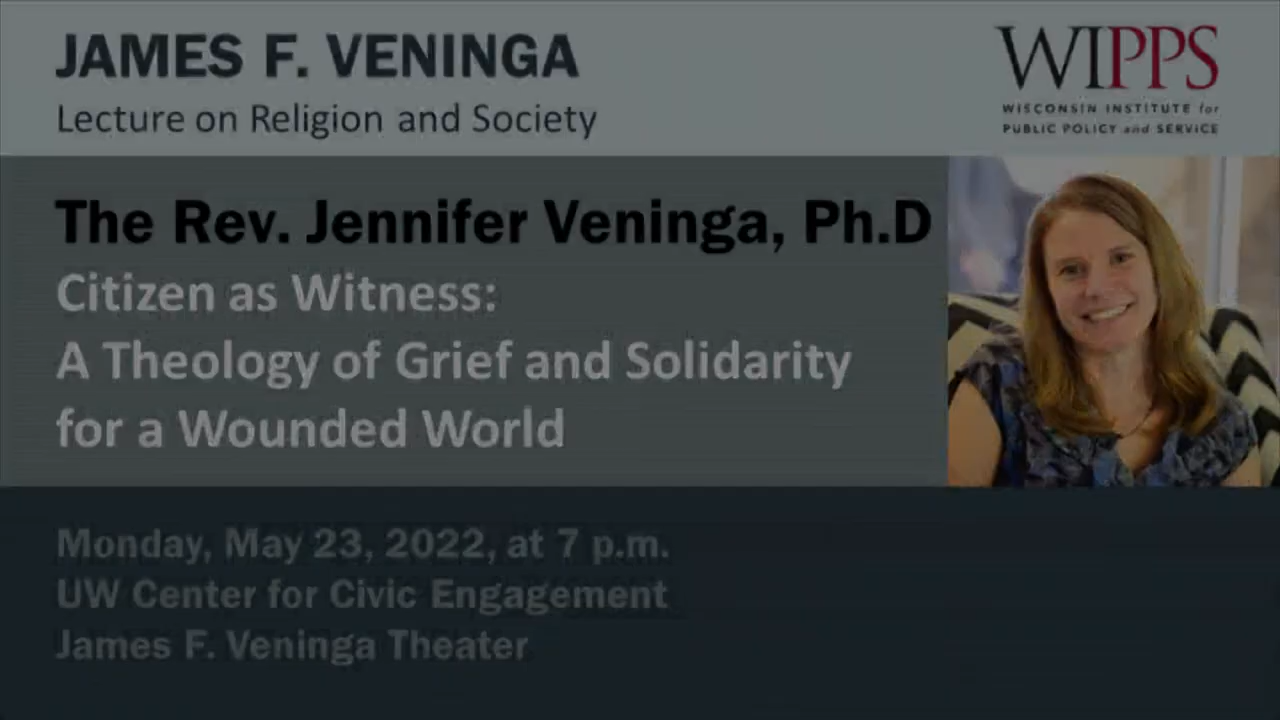 JAMES F. VENINGA
Lecture on Religion and Society
WIPPS
WISCONSIN INSTITUTE for
PUBLIC POLICY and SERVICE
The Rev. Jennifer Veninga, Ph.D
Citizen as Witness:
A Theology of Grief and Solidarity
for a Wounded World
Monday, May 23, 2022, at 7 p.m.
UW Center for Civic Engagement
James F. Veninga Theater